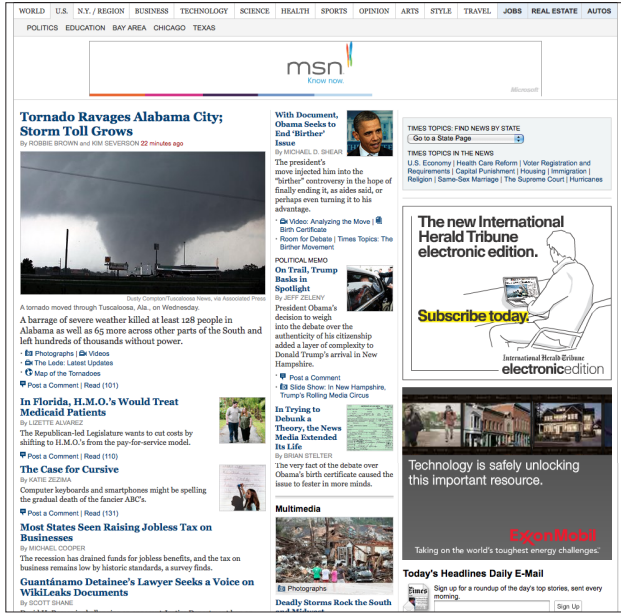 WORLD U.S. N.Y. / REGION BUSINESS TECHNOLOGY SCIENCE HEALTH SPORTS OPINION ARTS STYLE TRAVEL JOBS REAL ESTATE AUTOS
POLITICS EDUCATION BAY AREA CHICAGO TEXAS
msn
Know now.
Microsoft
Tornado Ravages Alabama City;
Storm Toll Grows
By ROBBIE BROWN and KIM SEVERSON 22 minutes ago
Dusty Compton/Tuscaloosa News, via Associated Press
A tornado moved through Tuscaloosa, Ala., on Wednesday.
A barrage of severe weather killed at least 128 people in
Alabama as well as 65 more across other parts of the South and
left hundreds of thousands without power.
· Photographs | Videos
· The Lede: Latest Updates
· Map of the Tornadoes
Post a Comment | Read (101)
In Florida, H.M.O.'s Would Treat
Medicaid Patients
By LIZETTE ALVAREZ
The Republican-led Legislature wants to cut costs by
shifting to H.M.O.'s from the pay-for-service model.
Post a Comment | Read (110)
The Case for Cursive
By KATIE ZEZIMA
Computer keyboards and smartphones might be spelling
the gradual death of the fancier ABC's.
Post a Comment | Read (131)
Most States Seen Raising Jobless Tax on
Businesses
By MICHAEL COOPER
The recession has drained funds for jobless benefits, and the tax on
business remains low by historic standards, a survey finds.
Guantánamo Detainee's Lawyer Seeks a Voice on
WikiLeaks Documents
By SCOTT SHANE
With Document,
Obama Seeks to
End 'Birther'
Issue
By MICHAEL D. SHEAR
The president's
move injected him into the
"birther" controversy in the hope of
finally ending it, as aides said, or
perhaps even turning it to his
advantage.
· Video: Analyzing the Move |
Birth Certificate
· Room for Debate | Times Topics: The
Birther Movement
POLITICAL MEMO
On Trail, Trump
Basks in
Spotlight
By JEFF ZELENY
President Obama's
decision to weigh
into the debate over the
authenticity of his citizenship
added a layer of complexity to
Donald Trump's arrival in New
Hampshire.
· Post a Comment
· Slide Show: In New Hampshire,
Trump's Rolling Media Circus
In Trying to
Debunk a
Theory, the News
Media Extended
Its Life
By BRIAN STELTER
The very fact of the debate over
Obama's birth certificate caused the
issue to fester in more minds.
Multimedia
Photographs
Deadly Storms Rock the South
TIMES TOPICS: FIND NEWS BY STATE
Go to a State Page
TIMES TOPICS IN THE NEWS
U.S. Economy | Health Care Reform | Voter Registration and
Requirements | Capital Punishment | Housing | Immigration |
Religion | Same-Sex Marriage | The Supreme Court | Hurricanes
The new International
Herald Tribune
electronic edition.
Subscribe today.
International Herald Tribune
electronicedition
Technology is safely unlocking
this important resource.
ExxonMobil
Taking on the world's toughest energy challenges.
Today's Headlines Daily E-Mail
Times
Sign up for a roundup of the day's top stories, sent every
morning.
Sign Up